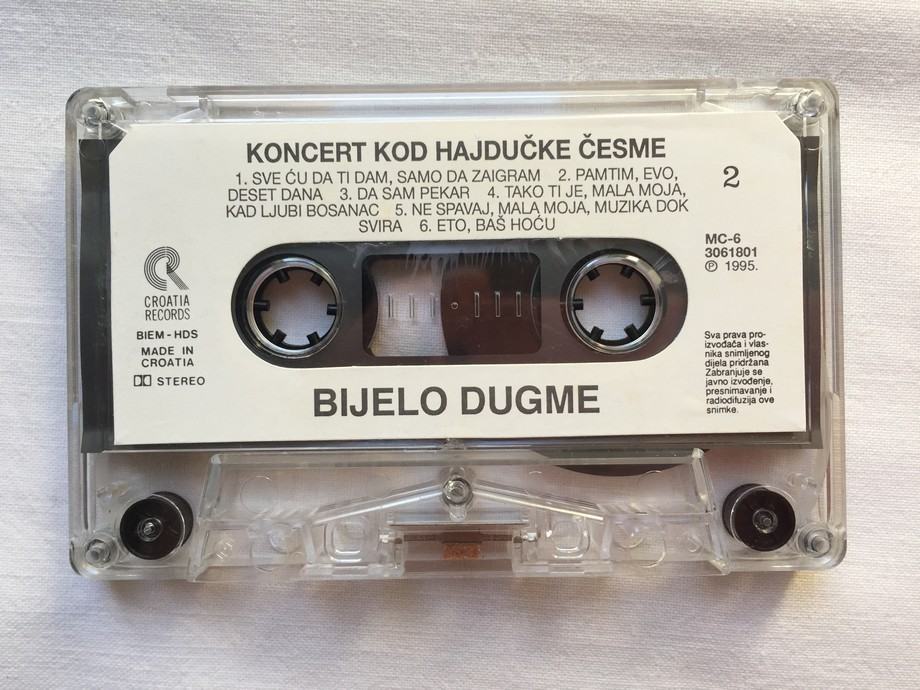 KONCERT KOD HAJDUČKE ČESME
1. SVE ĆU DA TI DAM, SAMO DA ZAIGRAM 2. PAMTIM, EVO,
DESET DANA 3. DA SAM PEKAR 4. TAKO TI JE, MALA MOJA,
KAD LJUBI BOSANAC 5. NE SPAVAJ, MALA MOJA, MUZIKA DOK
SVIRA 6. ETO, BAŠ HOĆU
2
CROATIA
RECORDS
BIEM - HDS
MADE IN
CROATIA
STEREO
MC-6
3061801
℗ 1995.
Sva prava pro-
izvođača i vlas-
nika snimljenog
dijela pridržana
Zabranjuje se
javno izvođenje,
presnimavanje i
radiodifuzija ove
snimke.
BIJELO DUGME